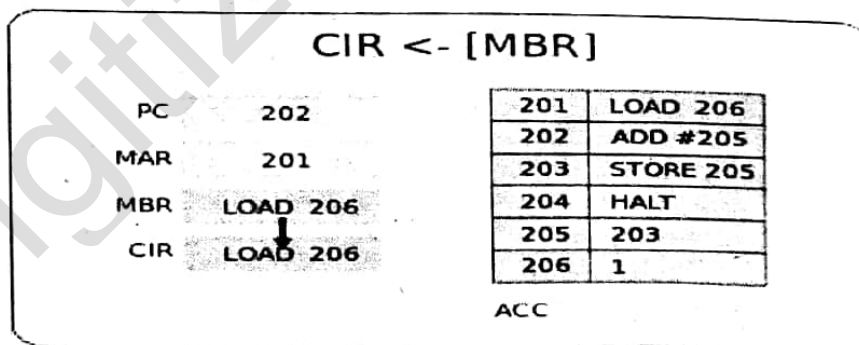 CIR <- [MBR]
PC 202
MAR 201
MBR LOAD 206
CIR LOAD 206
201 LOAD 206
202 ADD #205
203 STORE 205
204 HALT
205 203
206 1
ACC